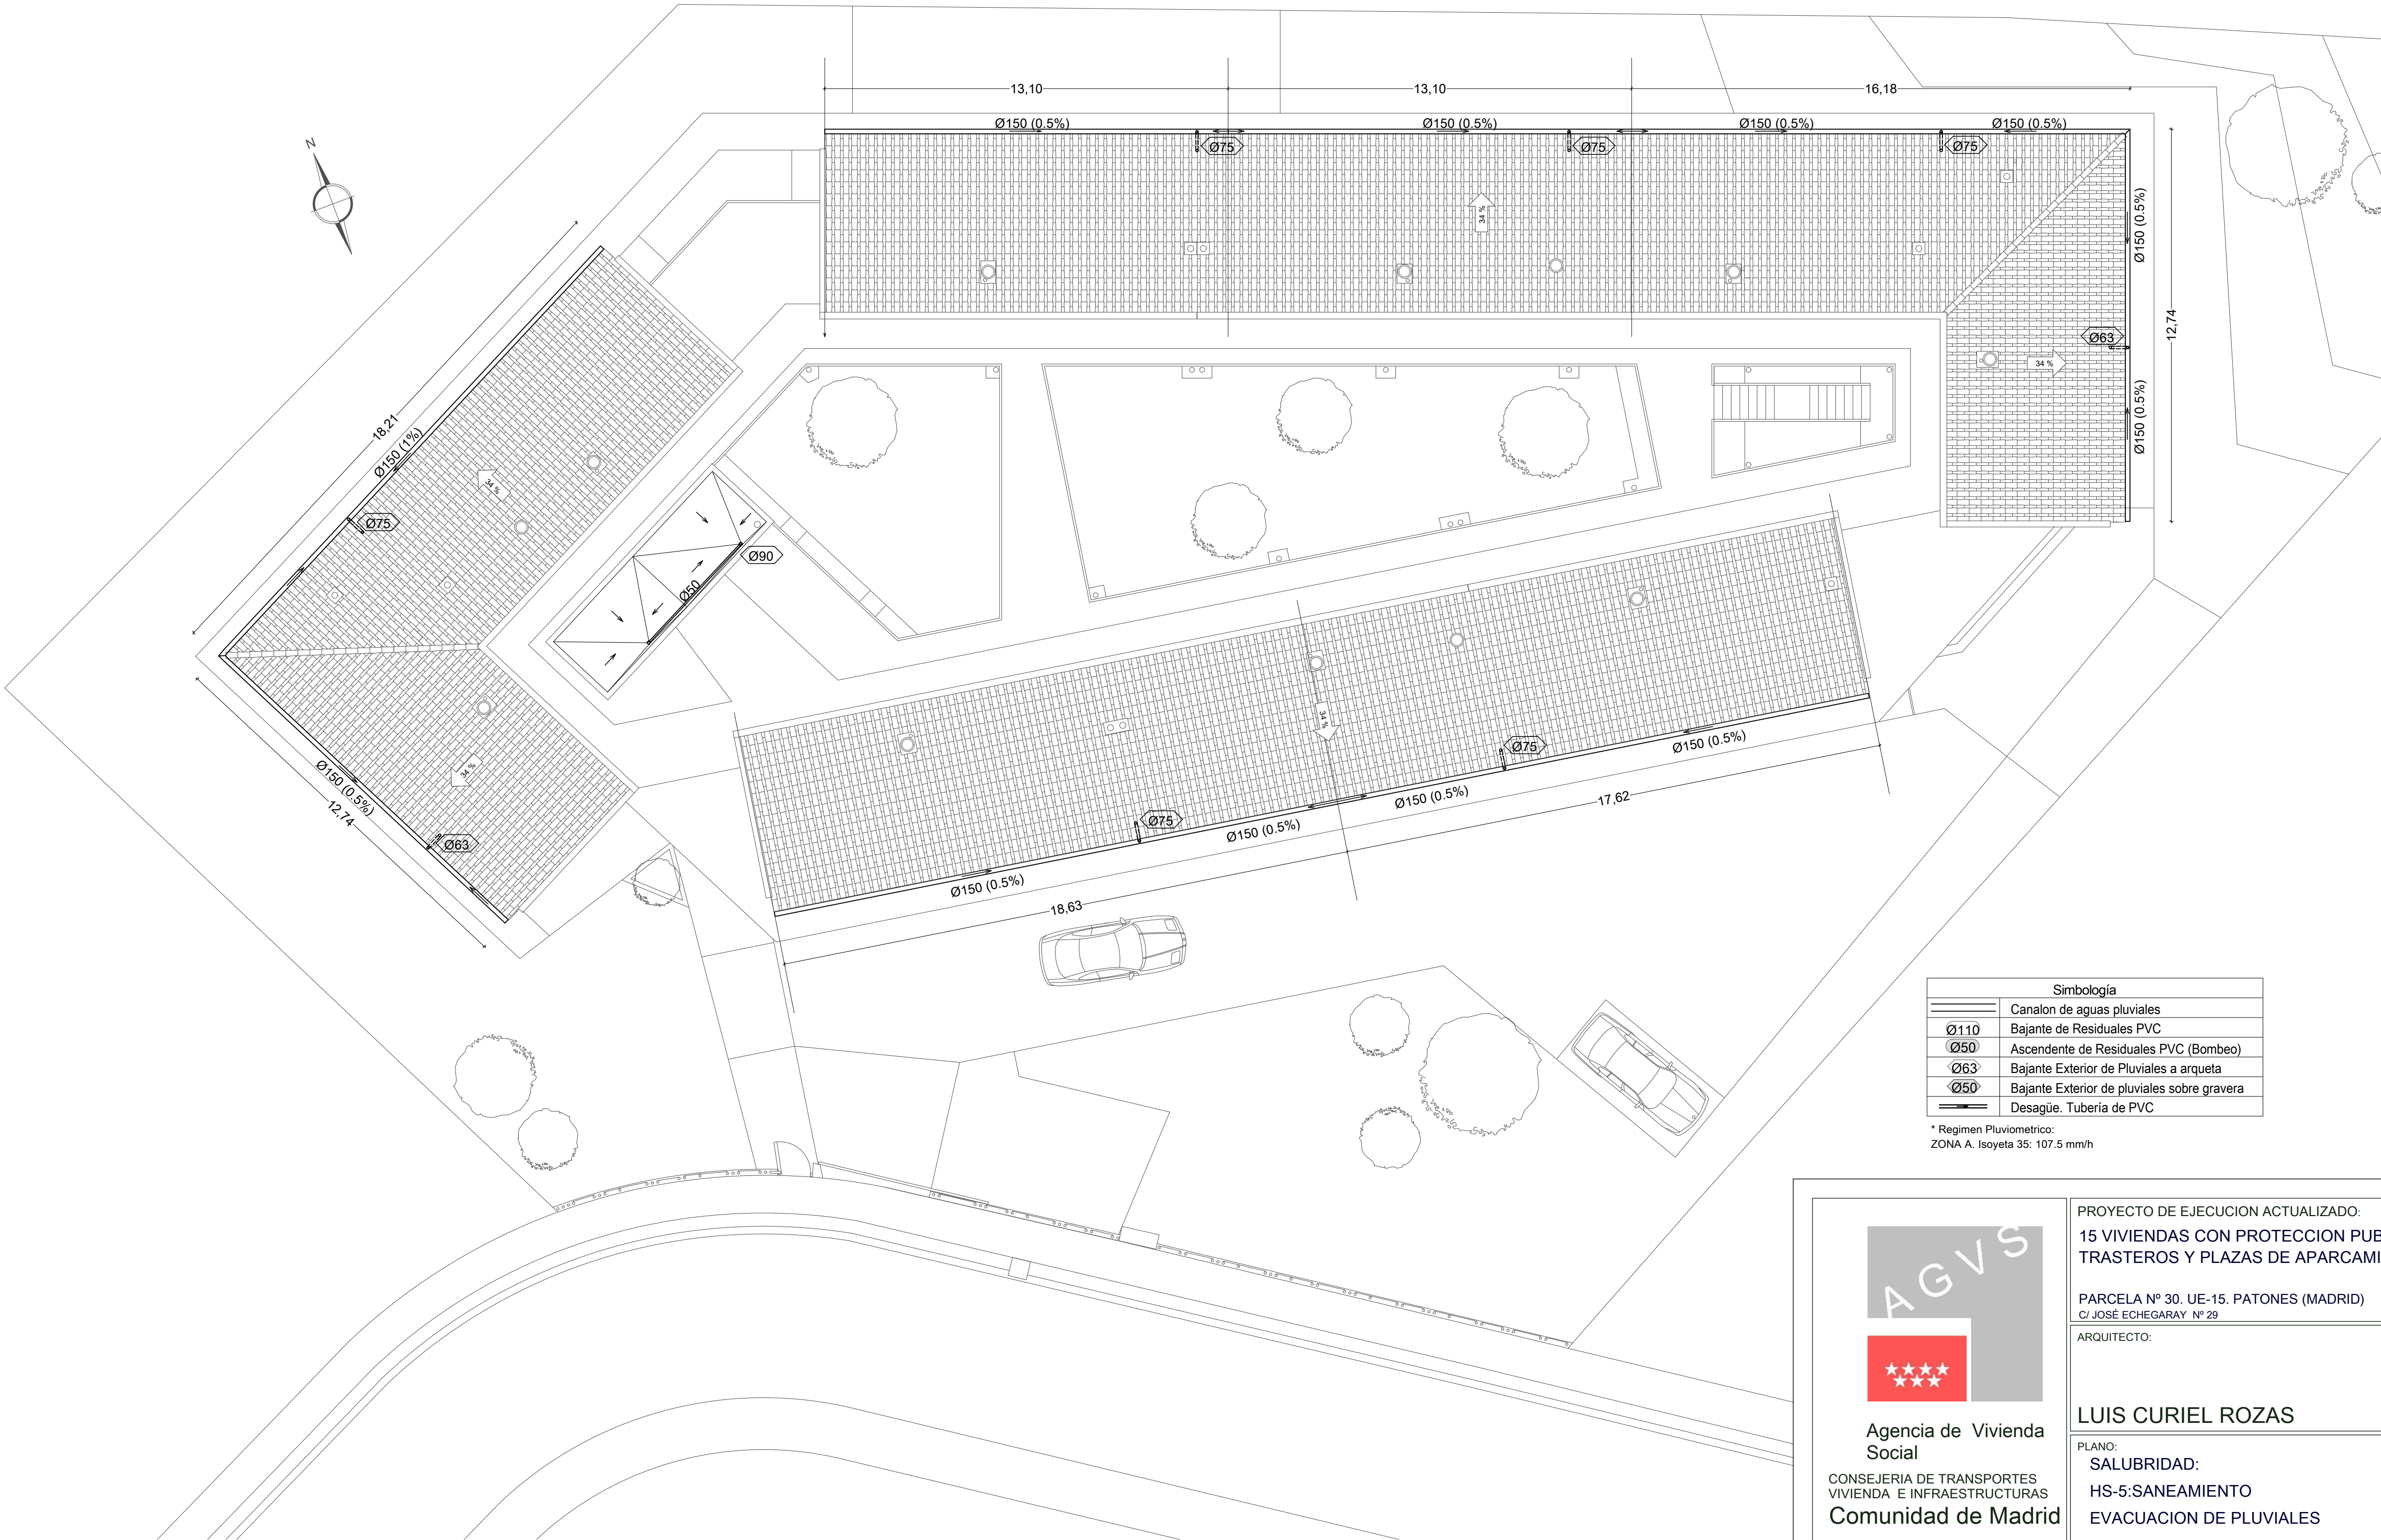 13,10
13,10
16,18
Ø150 (0.5%)
Ø150 (0.5%)
Ø150 (0.5%)
Ø150 (0.5%)
Ø75
Ø75
Ø75
N
34 %
Ø150 (0.5%)
12,74
Ø63
34 %
Ø150 (0.5%)
18,21
Ø150 (1%)
34 %
Ø75
Ø90
Ø50
34 %
Ø150 (0.5%)
12,74
Ø63
34 %
Ø75
Ø150 (0.5%)
Ø150 (0.5%)
17,62
Ø75
Ø150 (0.5%)
Ø150 (0.5%)
18,63
Simbología
Canalon de aguas pluviales
Ø110 Bajante de Residuales PVC
Ø50 Ascendente de Residuales PVC (Bombeo)
Ø63 Bajante Exterior de Pluviales a arqueta
Ø50 Bajante Exterior de pluviales sobre gravera
Desagüe. Tubería de PVC
* Regimen Pluviometrico:
ZONA A. Isoyeta 35: 107.5 mm/h
AGVS
Agencia de Vivienda
Social
CONSEJERIA DE TRANSPORTES
VIVIENDA E INFRAESTRUCTURAS
Comunidad de Madrid
PROYECTO DE EJECUCION ACTUALIZADO:
15 VIVIENDAS CON PROTECCION PUB
TRASTEROS Y PLAZAS DE APARCAMI
PARCELA Nº 30. UE-15. PATONES (MADRID)
C/ JOSÉ ECHEGARAY Nº 29
ARQUITECTO:
LUIS CURIEL ROZAS
PLANO:
SALUBRIDAD:
HS-5:SANEAMIENTO
EVACUACION DE PLUVIALES